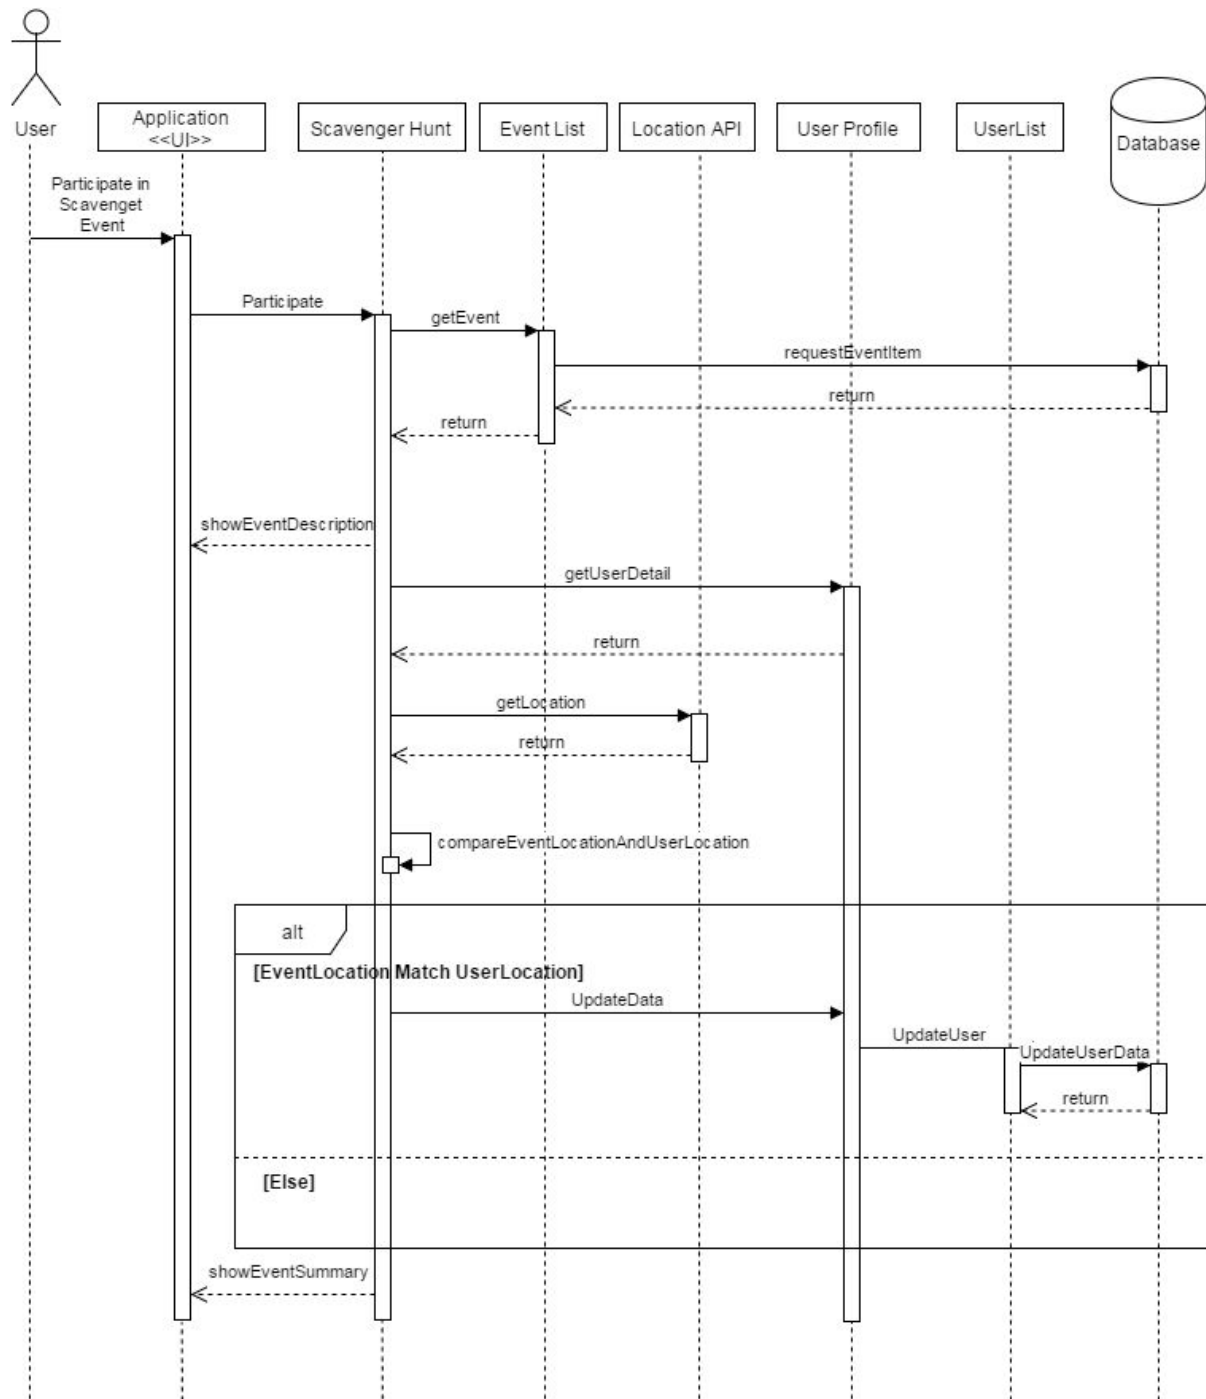 User
Application
<<UI>>
Scavenger Hunt
Event List
Location API
User Profile
UserList
Database
Participate in
Scavenget
Event
Participate
getEvent
requestEventItem
return
return
showEventDescription
getUserDetail
return
getLocation
return
compareEventLocationAndUserLocation
alt
[EventLocation Match UserLocation]
UpdateData
UpdateUser
UpdateUserData
return
[Else]
showEventSummary